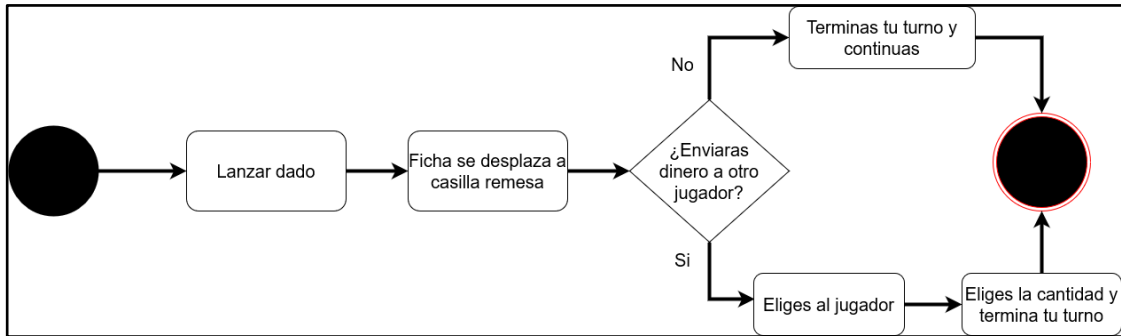 Lanzar dado
Ficha se desplaza a
casilla remesa
¿Enviaras
dinero a otro
jugador?
No
Terminas tu turno y
continuas
Si
Eliges al jugador
Eliges la cantidad y
termina tu turno